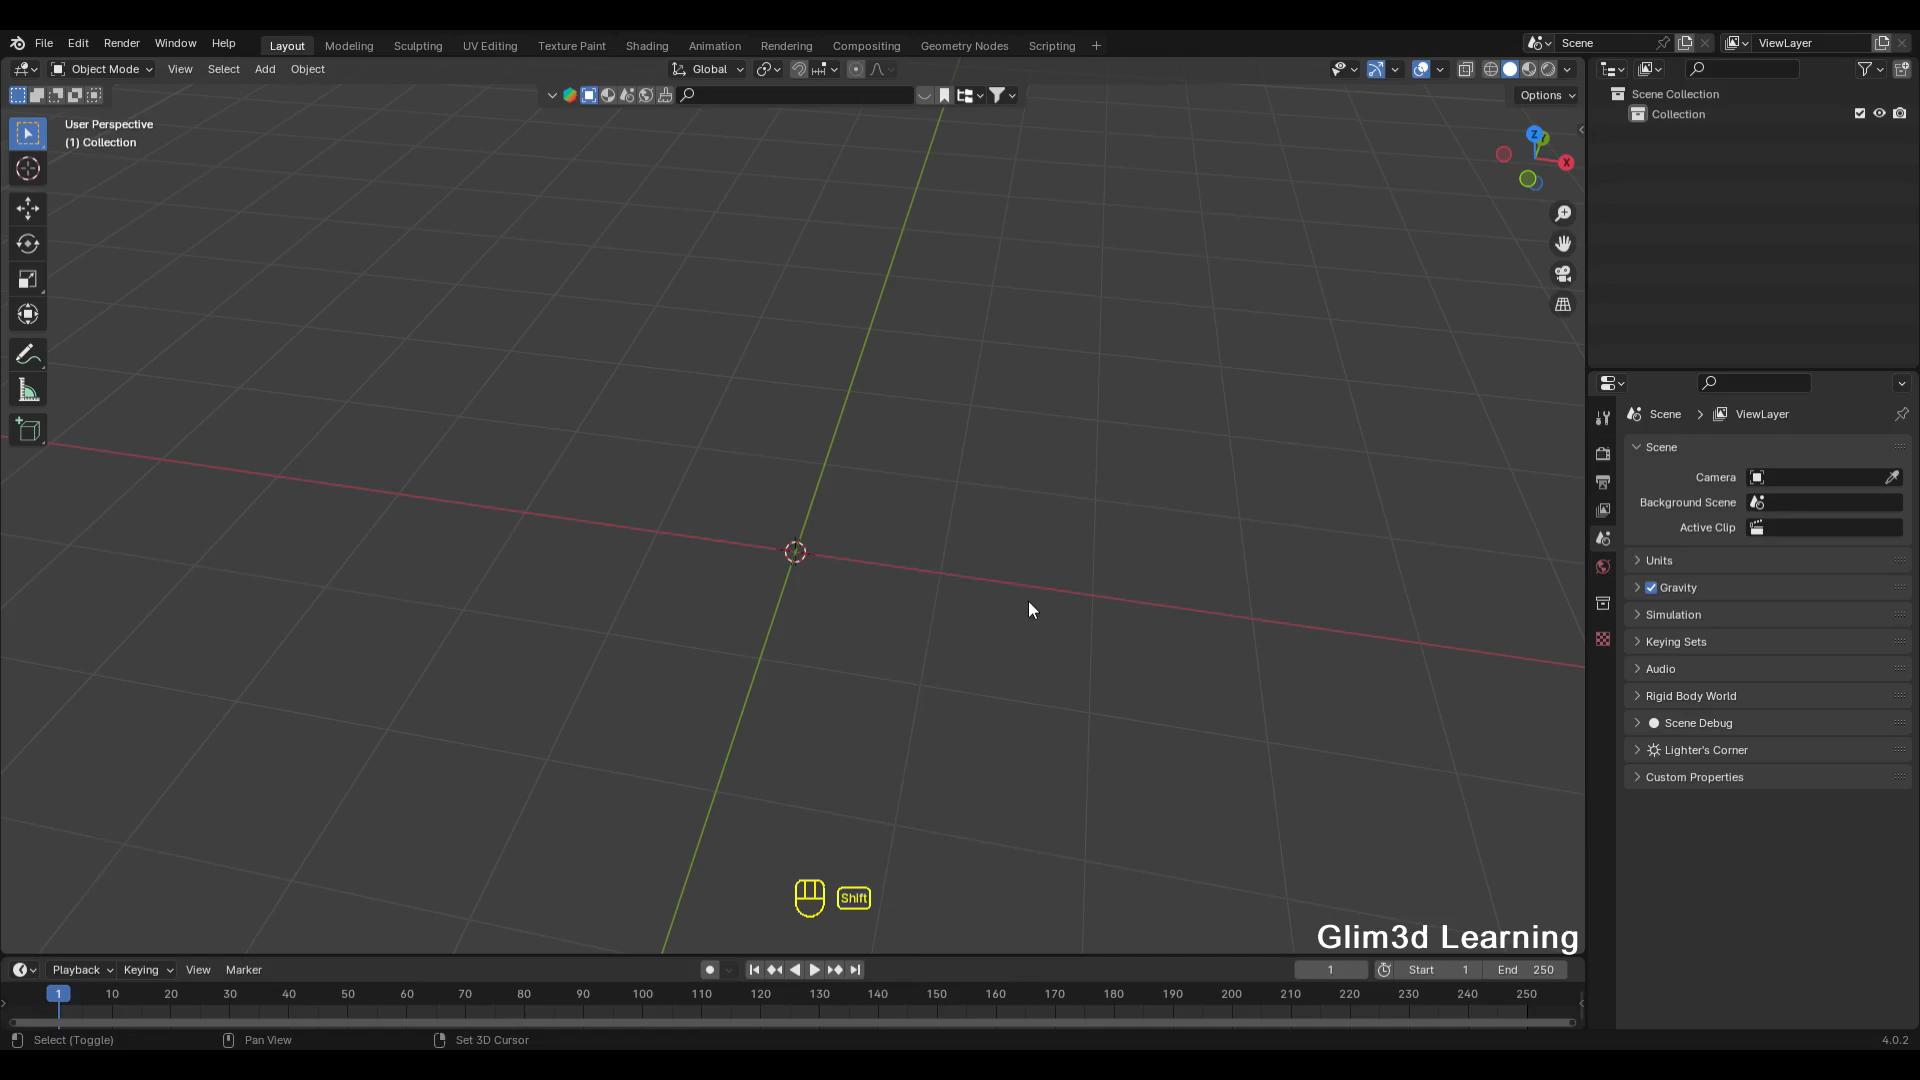 File Edit Render Window Help Layout Modeling Sculpting UV Editing Texture Paint Shading Animation Rendering Compositing Geometry Nodes Scripting + Scene ViewLayer
Object Mode View Select Add Object Global
Options
User Perspective
(1) Collection
Z
X
Scene Collection
Collection
Scene > ViewLayer
Scene
Camera
Background Scene
Active Clip
Units
Gravity
Simulation
Keying Sets
Audio
Rigid Body World
Scene Debug
Lighter's Corner
Custom Properties
Shift
Glim3d Learning
Playback Keying View Marker 1 Start 1 End 250
1 10 20 30 40 50 60 70 80 90 100 110 120 130 140 150 160 170 180 190 200 210 220 230 240 250
Select (Toggle) Pan View Set 3D Cursor 4.0.2